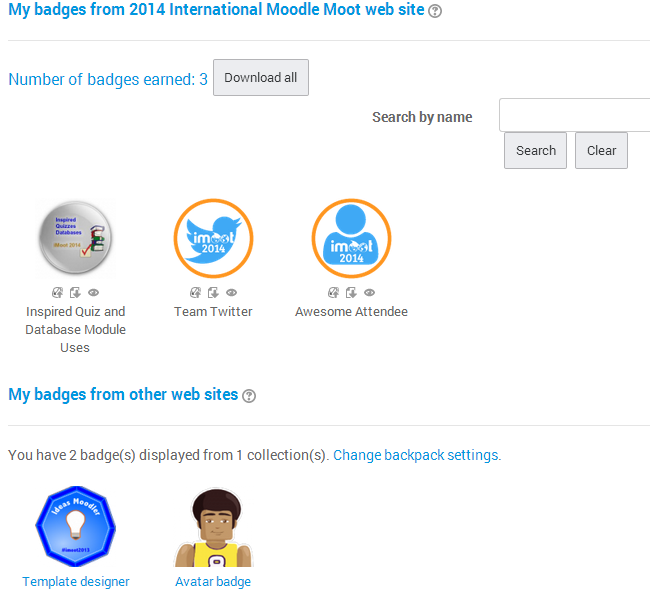 My badges from 2014 International Moodle Moot web site ?
Number of badges earned: 3 Download all
Search by name
Search Clear
Inspired
Quizzes
Databases
iMoot 2014
imoot
2014
imoot
2014
Inspired Quiz and
Database Module
Uses
Team Twitter
Awesome Attendee
My badges from other web sites ?
You have 2 badge(s) displayed from 1 collection(s). Change backpack settings.
Ideas Moodler
#imoot2013
Template designer
Avatar badge